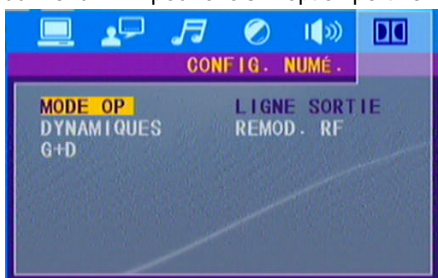 CONFIG. NUMÉ.
MODE OP
DYNAMIQUES
G+D
LIGNE SORTIE
REMOD. RF